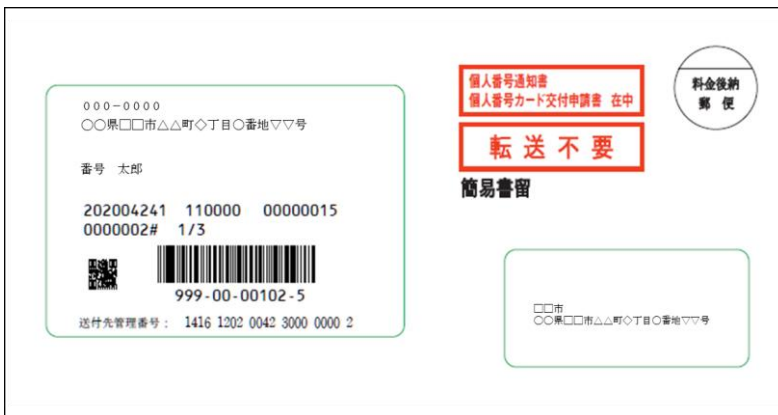 000-0000
〇〇県□□市△△町◇丁目〇番地▽▽号
番号 太郎
202004241 110000 00000015
0000002# 1/3
999-00-00102-5
送付先管理番号： 1416 1202 0042 3000 0000 2
個人番号通知書
個人番号カード交付申請書 在中
転送不要
簡易書留
料金後納
郵便
□□市
〇〇県□□市△△町◇丁目〇番地▽▽号